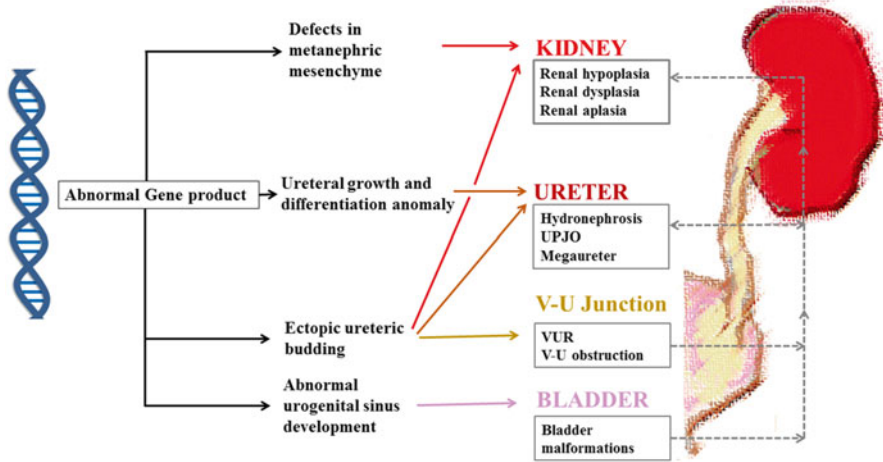 Defects in
metanephric
mesenchyme
KIDNEY
Renal hypoplasia
Renal dysplasia
Renal aplasia
Abnormal Gene product
Ureteral growth and
differentiation anomaly
URETER
Hydronephrosis
UPJO
Megaureter
V-U Junction
Ectopic ureteric
budding
VUR
V-U obstruction
Abnormal
urogenital sinus
development
BLADDER
Bladder
malformations